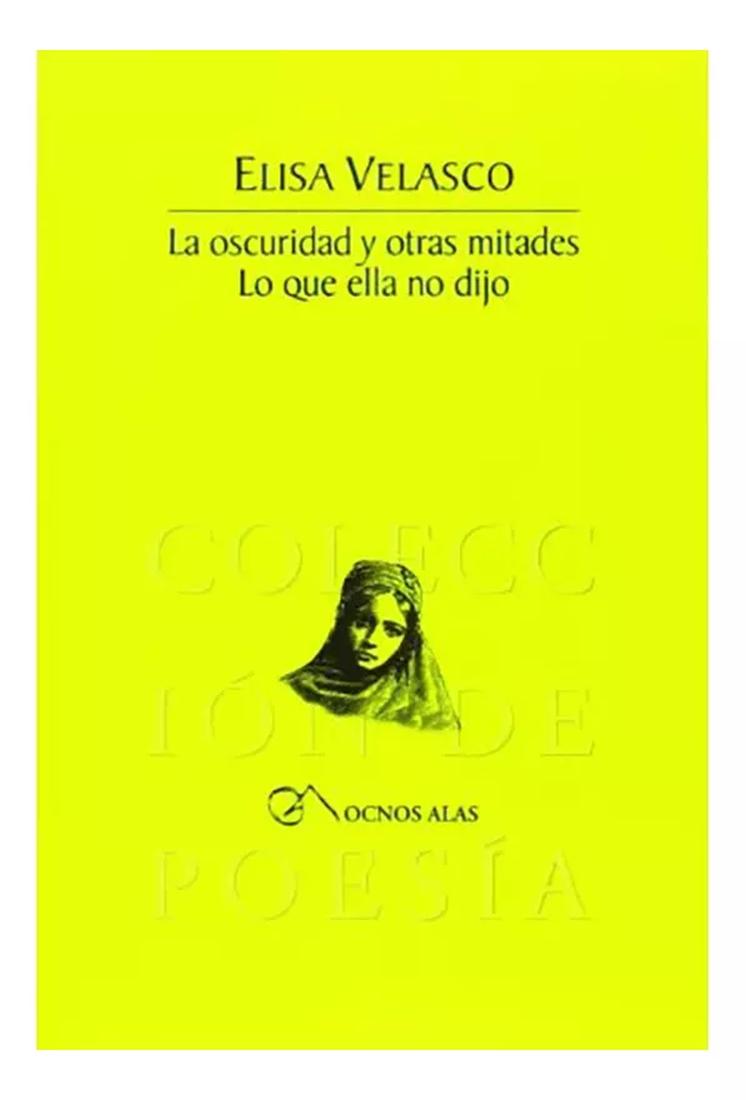 ELISA VELASCO
La oscuridad y otras mitades
Lo que ella no dijo
COLECC
IÓN DE
OCNOS ALAS
POESÍA